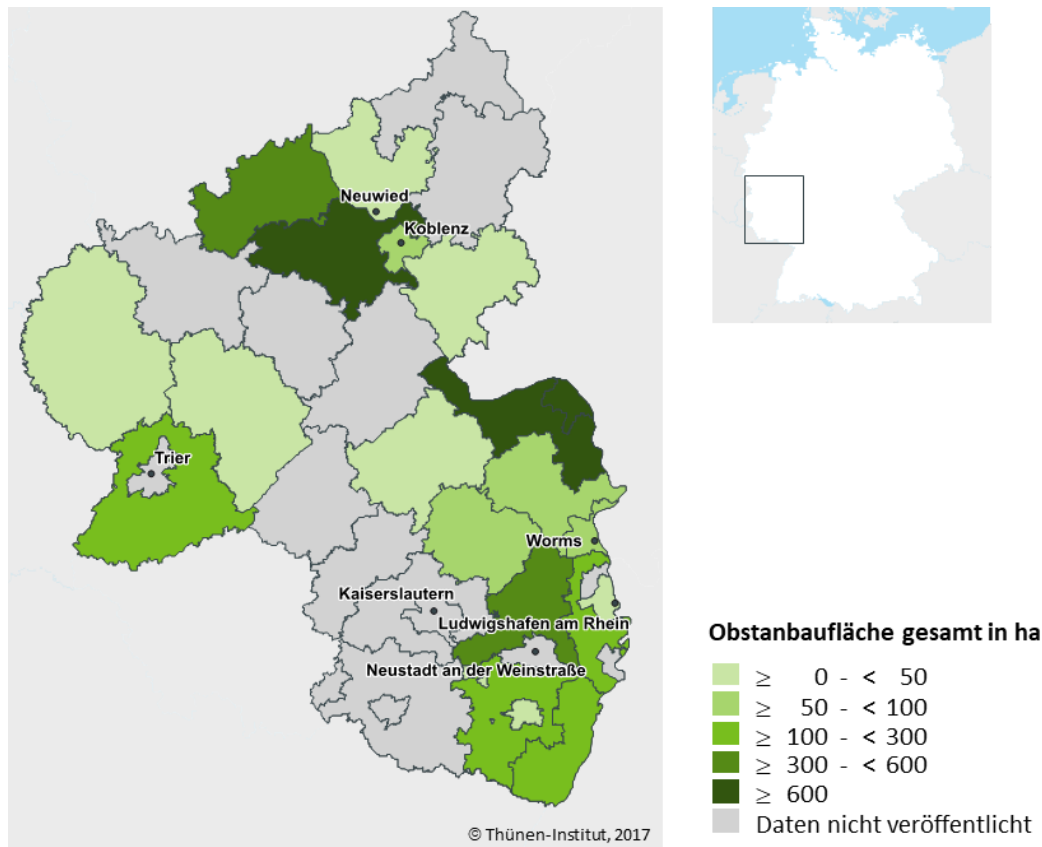 Neuwied
Koblenz
Trier
Worms
Kaiserslautern
Ludwigshafen am Rhein
Neustadt an der Weinstraße
© Thünen-Institut, 2017
Obstanbaufläche gesamt in ha
≥ 0 - < 50
≥ 50 - < 100
≥ 100 - < 300
≥ 300 - < 600
≥ 600
Daten nicht veröffentlicht